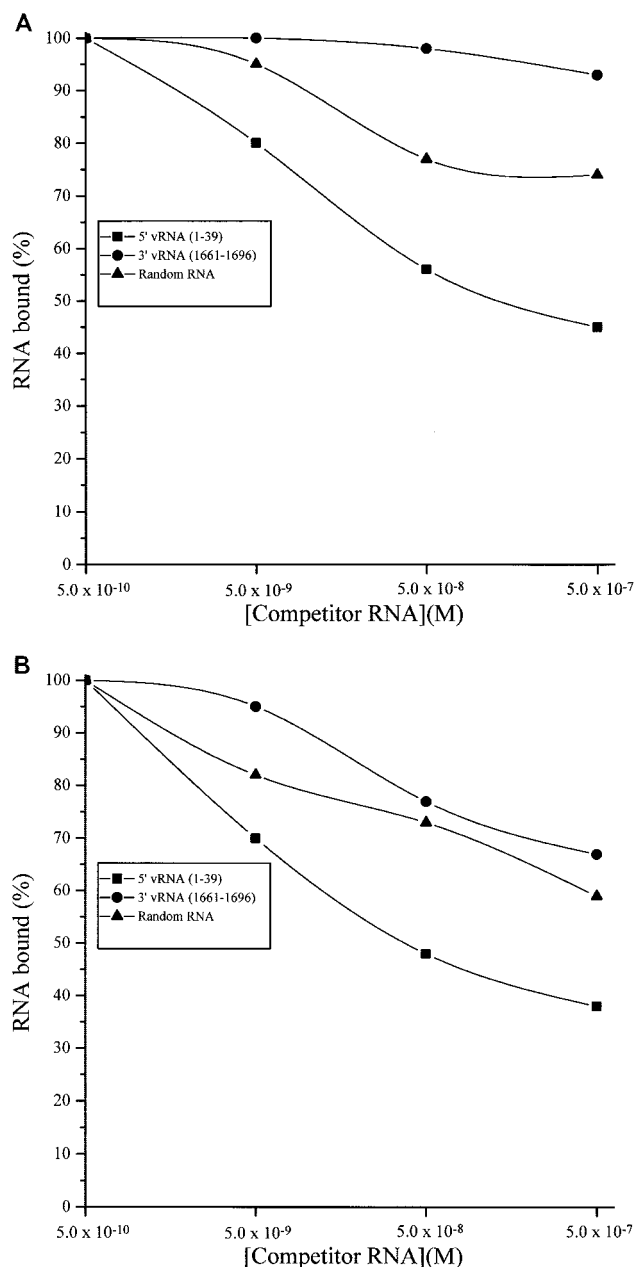 A
RNA bound (%)
100
90
80
70
60
50
40
30
20
10
0
5' vRNA (1-39)
3' vRNA (1661-1696)
Random RNA
5.0 x 10⁻¹⁰
5.0 x 10⁻⁹
5.0 x 10⁻⁸
5.0 x 10⁻⁷
[Competitor RNA](M)
B
RNA bound (%)
100
90
80
70
60
50
40
30
20
10
0
5' vRNA (1-39)
3' vRNA (1661-1696)
Random RNA
5.0 x 10⁻¹⁰
5.0 x 10⁻⁹
5.0 x 10⁻⁸
5.0 x 10⁻⁷
[Competitor RNA](M)